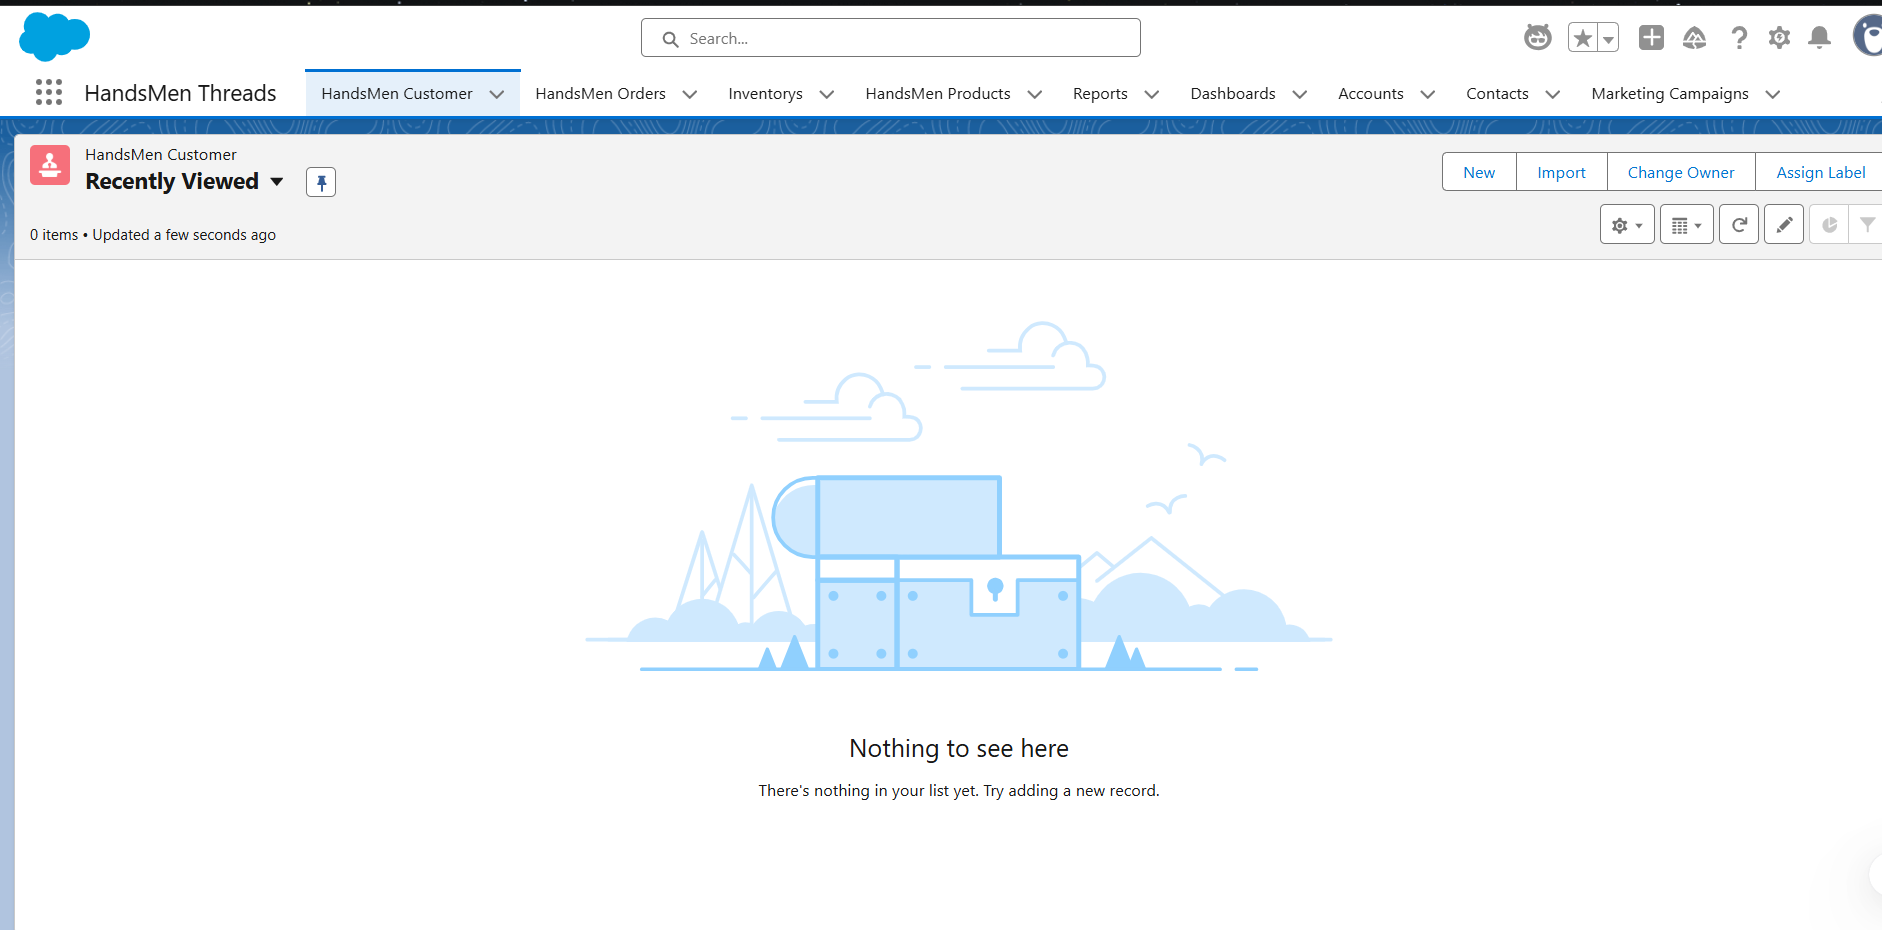 Search...
HandsMen Threads
HandsMen Customer
HandsMen Orders
Inventorys
HandsMen Products
Reports
Dashboards
Accounts
Contacts
Marketing Campaigns
HandsMen Customer
Recently Viewed
New
Import
Change Owner
Assign Label
0 items • Updated a few seconds ago
Nothing to see here
There's nothing in your list yet. Try adding a new record.